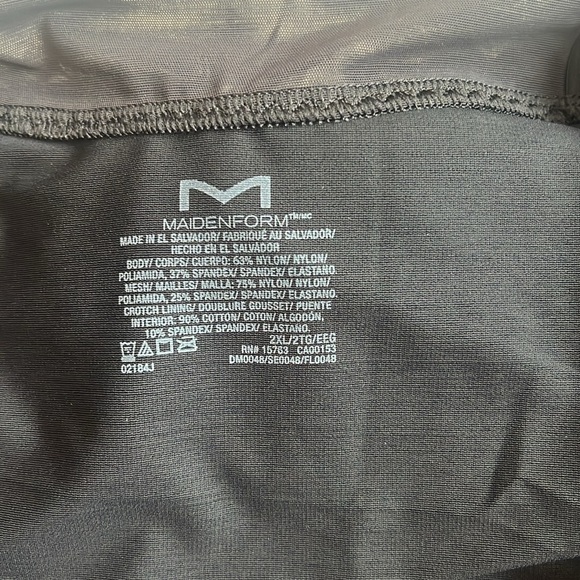 M
MAIDENFORM™/MC
MADE IN EL SALVADOR/ FABRIQUÉ AU SALVADOR/
HECHO EN EL SALVADOR
BODY/ CORPS/ CUERPO: 63% NYLON/ NYLON/
POLIAMIDA, 37% SPANDEX/ SPANDEX/ ELASTANO.
MESH/ MAILLES/ MALLA: 75% NYLON/ NYLON/
POLIAMIDA, 25% SPANDEX/ SPANDEX/ ELASTANO.
CROTCH LINING/ DOUBLURE GOUSSET/ PUENTE
INTERIOR: 90% COTTON/ COTON/ ALGODÓN,
10% SPANDEX/ SPANDEX/ ELASTANO.
2XL/2TG/EEG
RN# 15763 CA00153
02184J DM0048/SE0048/FL0048